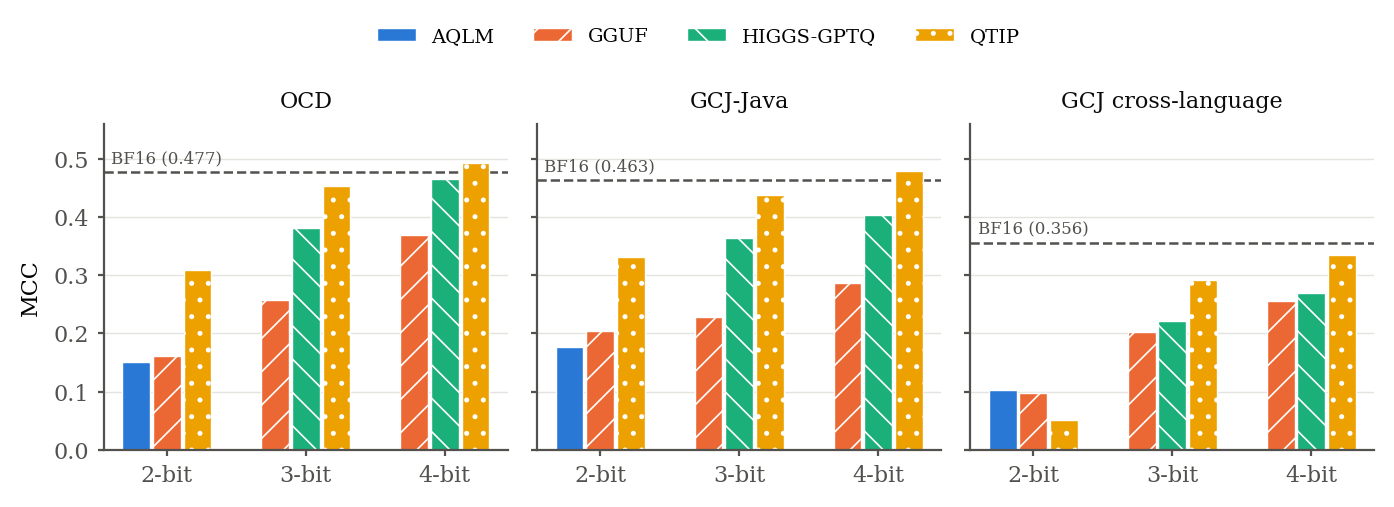 AQLM GGUF HIGGS-GPTQ QTIP
OCD
GCJ-Java
GCJ cross-language
MCC
0.5
0.4
0.3
0.2
0.1
0.0
BF16 (0.477)
BF16 (0.463)
BF16 (0.356)
2-bit 3-bit 4-bit
2-bit 3-bit 4-bit
2-bit 3-bit 4-bit